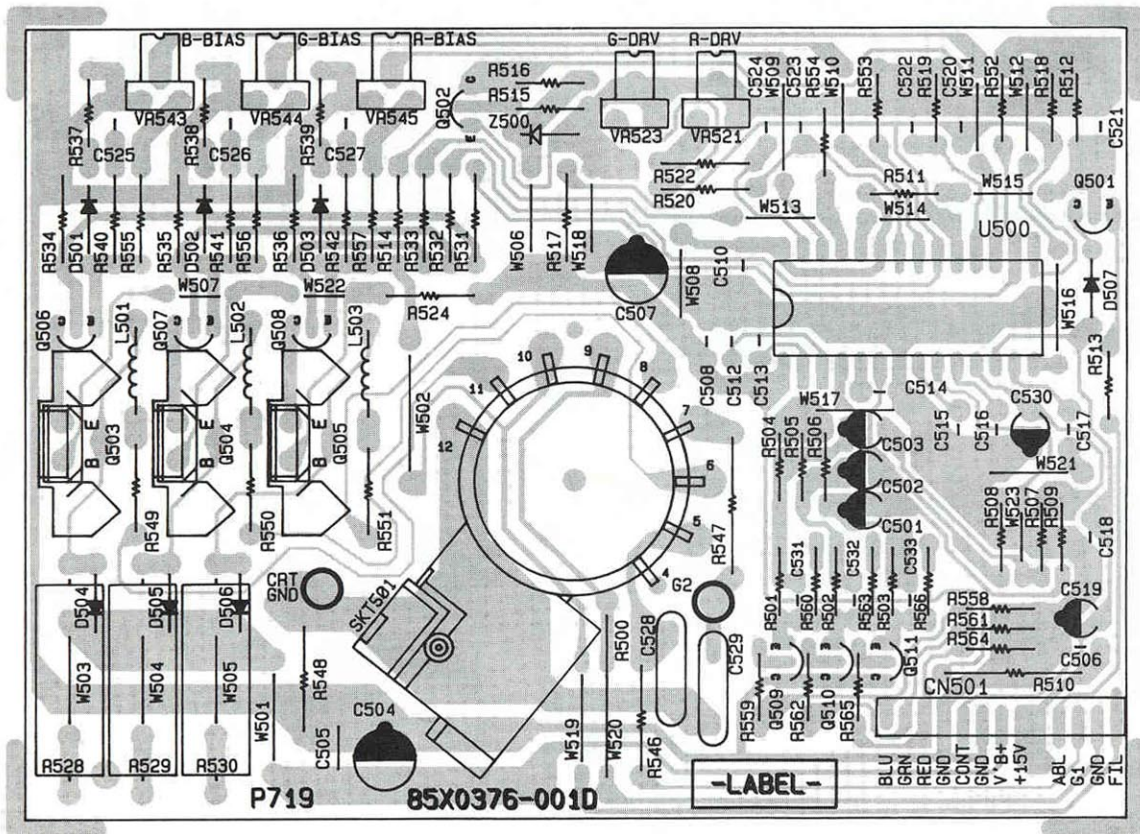 B-BIAS G-BIAS R-BIAS G-DRV R-DRV
R537 VR543 C525 R538 VR544 C526 R539 VR545 C527 Q502 C E
R516
R515
Z500
VR523 VR521
C524 W509 C523 R554 W510 R553 C522 R519 C520 W511 R552 W512 R518 R512
C521
R522
R520
R511
W513 W514 W515
Q501
U500
R534 D501 R540 R555 R535 D502 R541 R556 R536 D503 R542 R557 R514 R533 R532 R531 W506 R517 W518
W507 W522 R524
C507 W508 C510
W516 D507
R513
Q506 L501 Q507 L502 Q508 L503
Q503 Q504 Q505
B E B E B E
W502
12 11 10 9 8 7 6 5 4
C508 C512 C513
W517 C514
R504 R505 R506
C503
C502
C501
C515 C516 C530 C517
W521
R508 W523 R507 R509
C518
R549 R550 R551
R547
G2
CRT
GND
SKT501
D504 D505 D506
W503 W504 W505
R528 R529 R530
W501 R548 C505 C504
W519 W520 R500 C528 R546 C529
R501 C531 R560 R502 C532 R563 R503 C533 R566
R558
R561
R564
C519
C506
R510
R559 Q509 R562 Q510 R565 Q511
CN501
BLU GRN RED GND CONT GND V'B+ +15V ABL G1 GND FIL
P719 85X0376-001D
-LABEL-